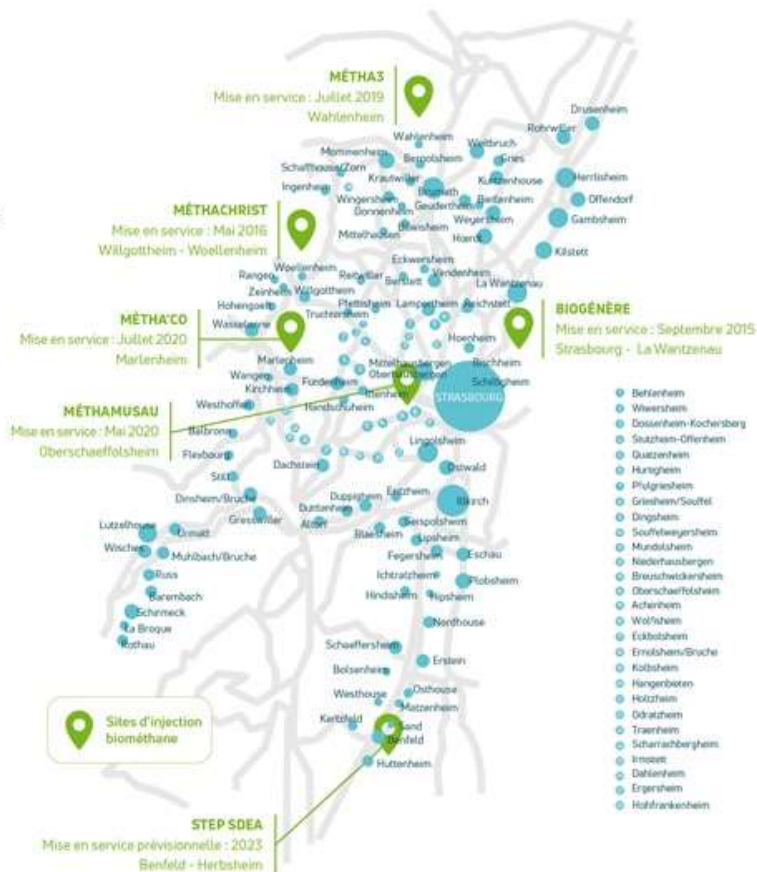 MÉTHA3
Mise en service : Juillet 2019
Wahlenheim
Drusenheim
Rohrwiller
Wahlenheim
Weitbruch
Mommenheim
Bernolsheim
Gries
Schaffhouse/Zorn
Krautwiller
Kurtzenhouse
Herrlisheim
Ingenheim
Brumath
Wingersheim
Bietlenheim
Offendorf
Donnenheim
Geudertheim
MÉTHACHRIST
Mise en service : Mai 2016
Willgottheim - Woellenheim
Weyersheim
Gambsheim
Mittelhausen
Bilwisheim
Hoerdt
Kilstett
Eckwersheim
Woellenheim
Vendenheim
Rangen
Reitwiller
Berstett
La Wantzenau
Zeinheim
Willgottheim
Hohengoeft
Pfettisheim
Lampertheim
Reichstett
Truchtersheim
BIOGÉNÈRE
Mise en service : Septembre 2015
Strasbourg - La Wantzenau
MÉTHA'CO
Mise en service : Juillet 2020
Marlenheim
Wasselonne
Hoenheim
Marlenheim
Mittelhausbergen
Bischheim
Oberhausbergen
Wangen
Schiltigheim
Kirchheim
Furdenheim
Ittenheim
STRASBOURG
Westhoffen
Handschuheim
MÉTHAMUSAU
Mise en service : Mai 2020
Oberschaeffolsheim
Balbronn
Flexbourg
Lingolsheim
Dachstein
Ostwald
Still
Dinsheim/Bruche
Duppigheim
Entzheim
Illkirch
Duttlenheim
Gresswiller
Altorf
Geispolsheim
Lutzelhouse
Urmatt
Blaesheim
Lipsheim
Wisches
Muhlbach/Bruche
Fegersheim
Eschau
Russ
Ichtratzheim
Plobsheim
Barembach
Hindisheim
Hipsheim
Schirmeck
La Broque
Nordhouse
Rothau
Schaeffersheim
Erstein
Bolsenheim
Westhouse
Osthouse
Matzenheim
Kertzfeld
Sand
Benfeld
Huttenheim
Sites d'injection
biométhane
STEP SDEA
Mise en service prévisionnelle : 2023
Benfeld - Herbsheim
Behlenheim
Wiwersheim
Dossenheim-Kochersberg
Stutzheim-Offenheim
Quatzenheim
Hurtigheim
Pfulgriesheim
Griesheim/Souffel
Dingsheim
Souffelweyersheim
Mundolsheim
Niederhausbergen
Breuschwickersheim
Oberschaeffolsheim
Achenheim
Wolfisheim
Eckbolsheim
Ernolsheim/Bruche
Kolbsheim
Hangenbieten
Holtzheim
Odratzheim
Traenheim
Scharrachbergheim
Irmstett
Dahlenheim
Ergersheim
Hohfrankenheim